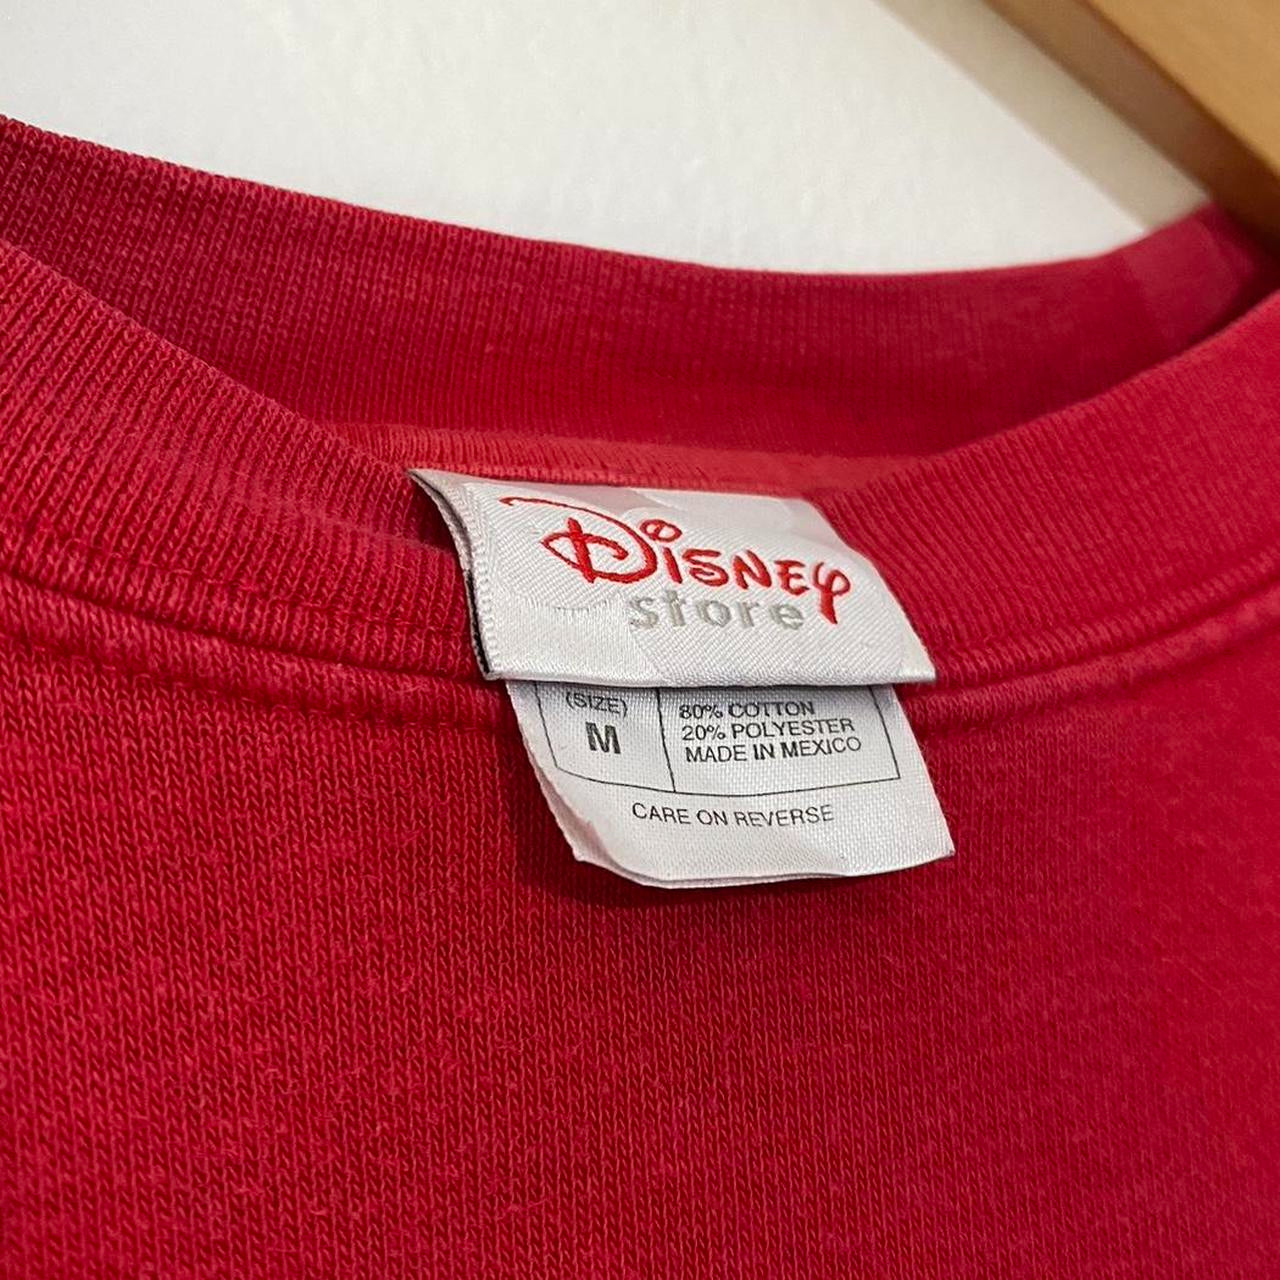 Disney
store
(SIZE)
M
80% COTTON
20% POLYESTER
MADE IN MEXICO
CARE ON REVERSE